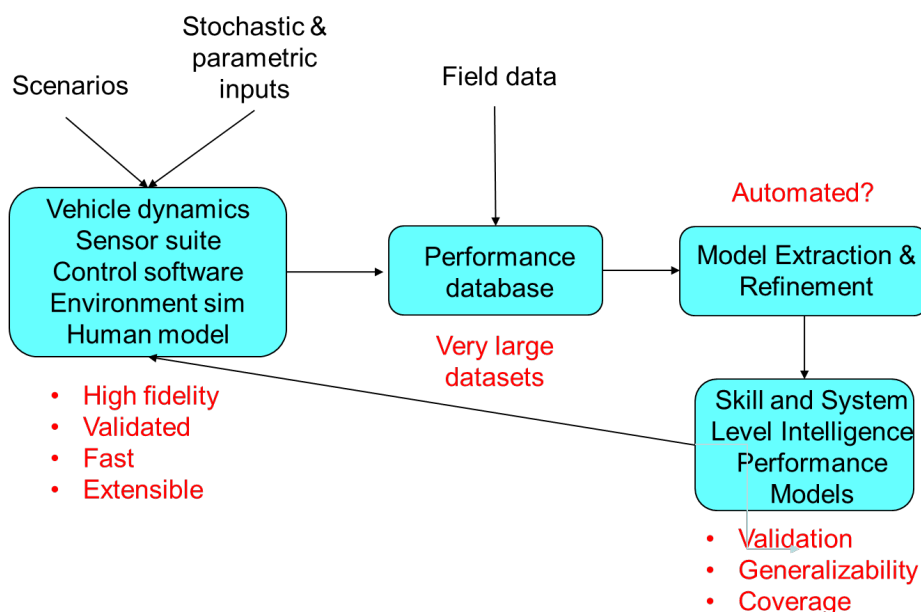 Stochastic &
parametric
inputs
Scenarios
Field data
Automated?
Vehicle dynamics
Sensor suite
Control software
Environment sim
Human model
Performance
database
Model Extraction &
Refinement
Very large
datasets
• High fidelity
• Validated
• Fast
• Extensible
Skill and System
Level Intelligence
Performance
Models
• Validation
• Generalizability
• Coverage